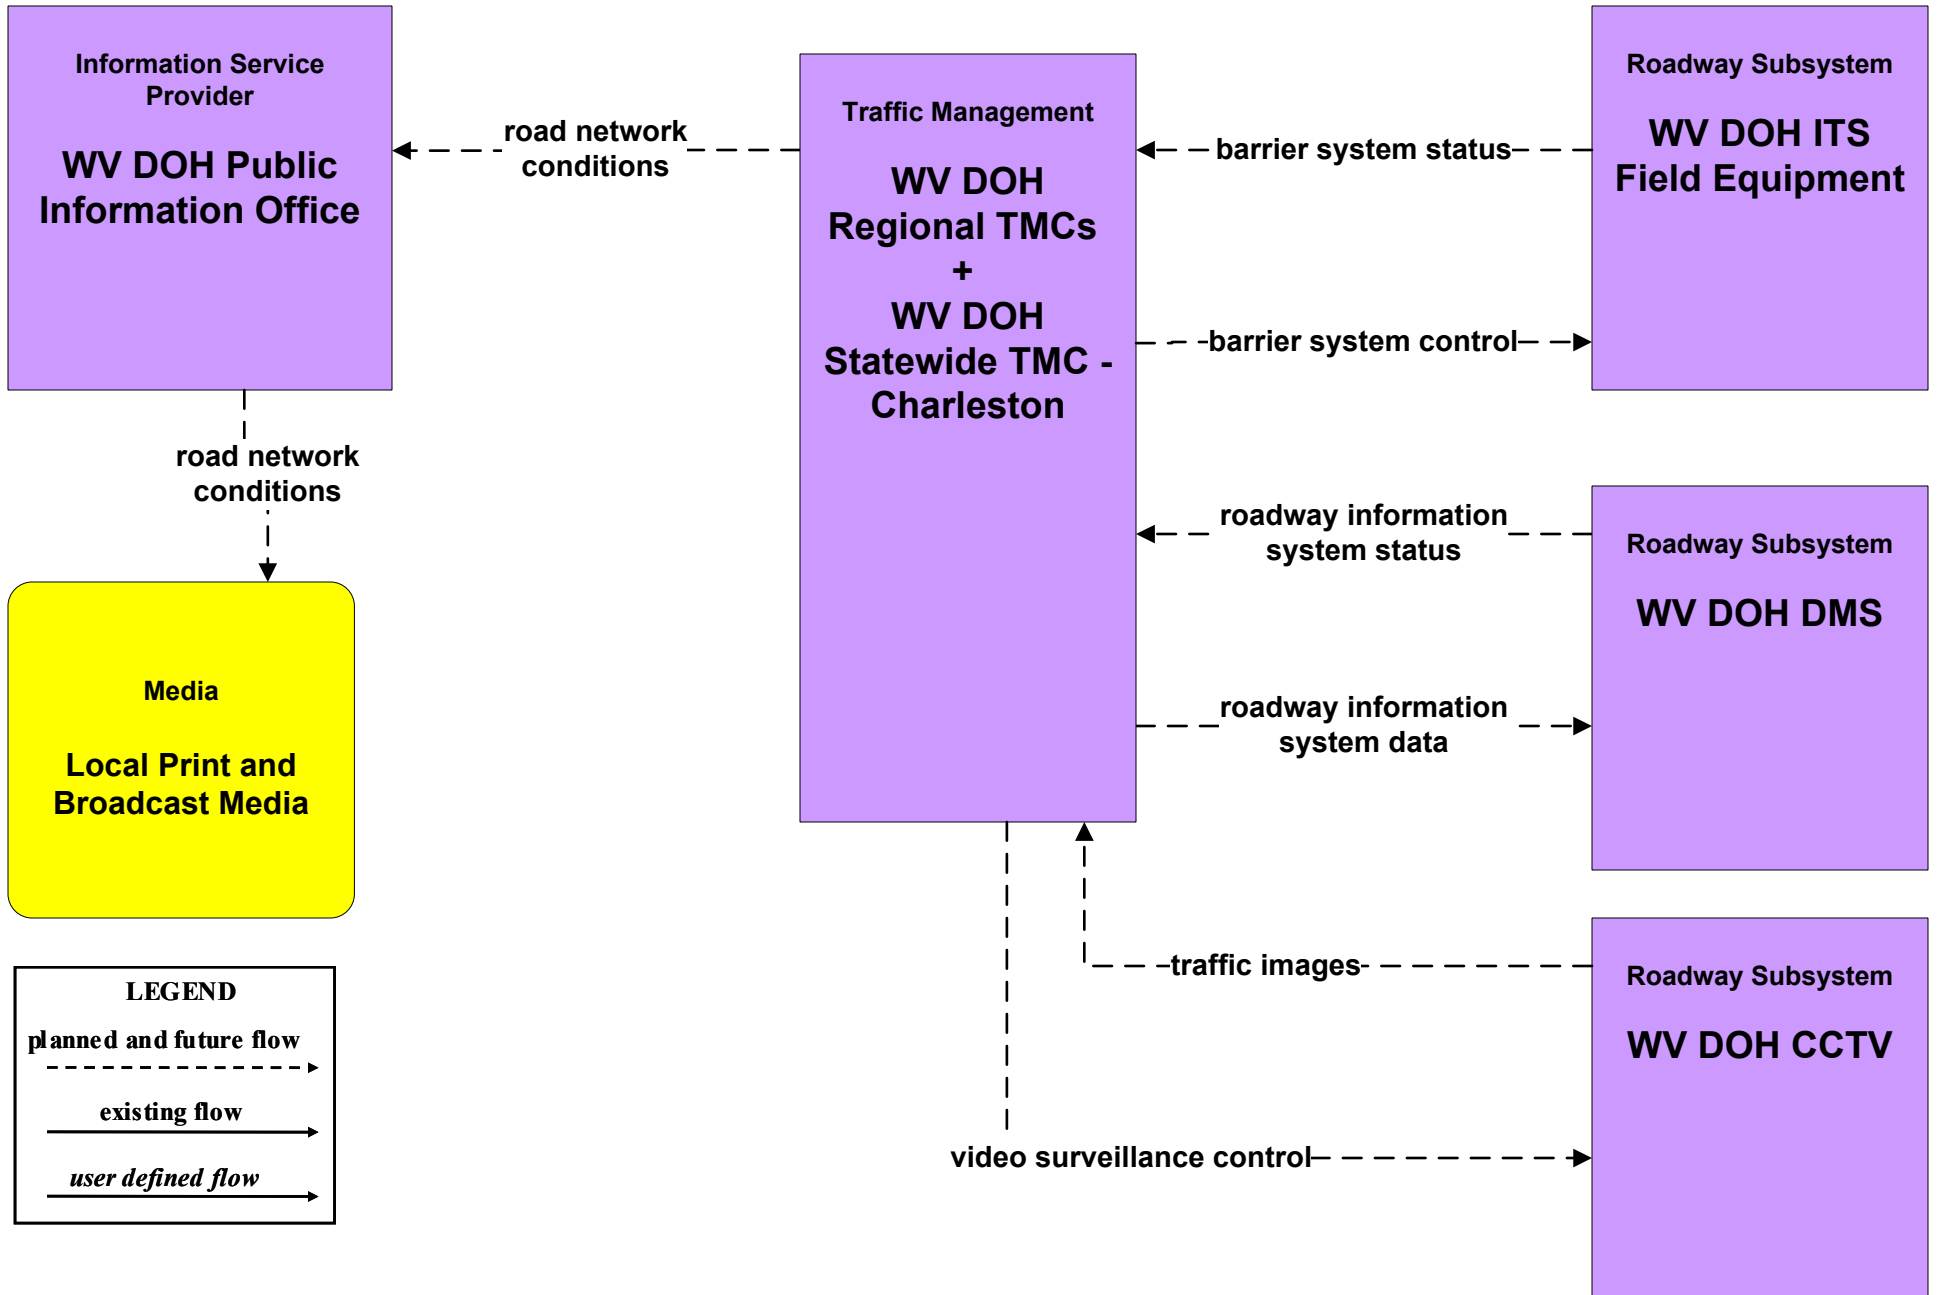 Information Service
Provider
WV DOH Public
Information Office
road network
conditions
Traffic Management
WV DOH
Regional TMCs
+
WV DOH
Statewide TMC -
Charleston
barrier system status
barrier system control
Roadway Subsystem
WV DOH ITS
Field Equipment
road network
conditions
roadway information
system status
roadway information
system data
Roadway Subsystem
WV DOH DMS
Media
Local Print and
Broadcast Media
traffic images
video surveillance control
Roadway Subsystem
WV DOH CCTV
LEGEND
planned and future flow
existing flow
user defined flow